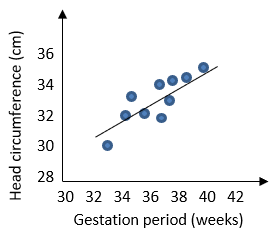 Head circumference (cm)
36
34
32
30
28
30 32 34 36 38 40 42
Gestation period (weeks)